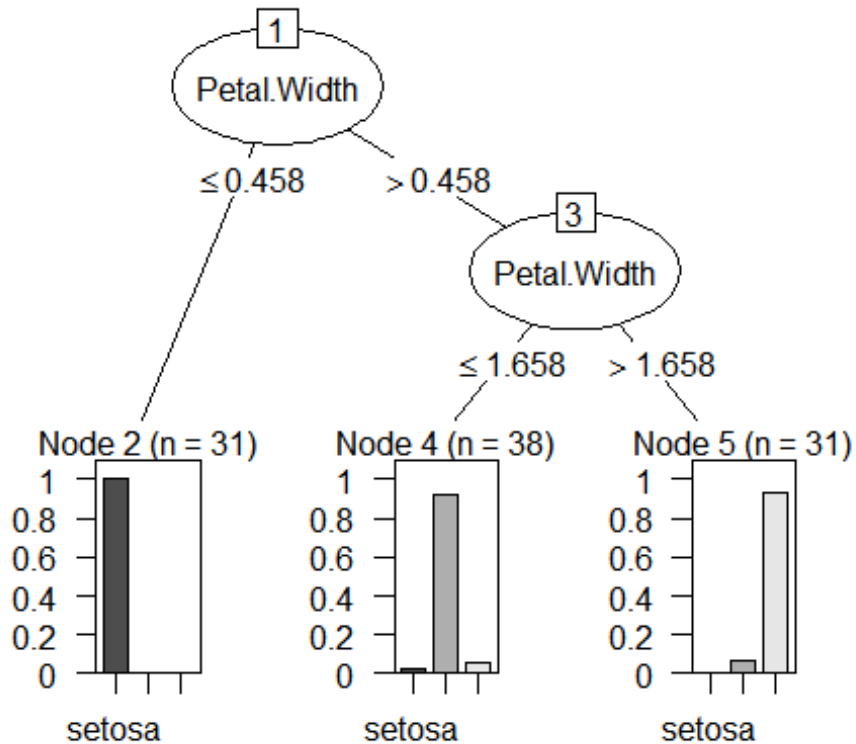 1
Petal.Width
≤ 0.458 > 0.458
3
Petal.Width
≤ 1.658 > 1.658
Node 2 (n = 31) Node 4 (n = 38) Node 5 (n = 31)
1 1 1
0.8 0.8 0.8
0.6 0.6 0.6
0.4 0.4 0.4
0.2 0.2 0.2
0 0 0
setosa setosa setosa